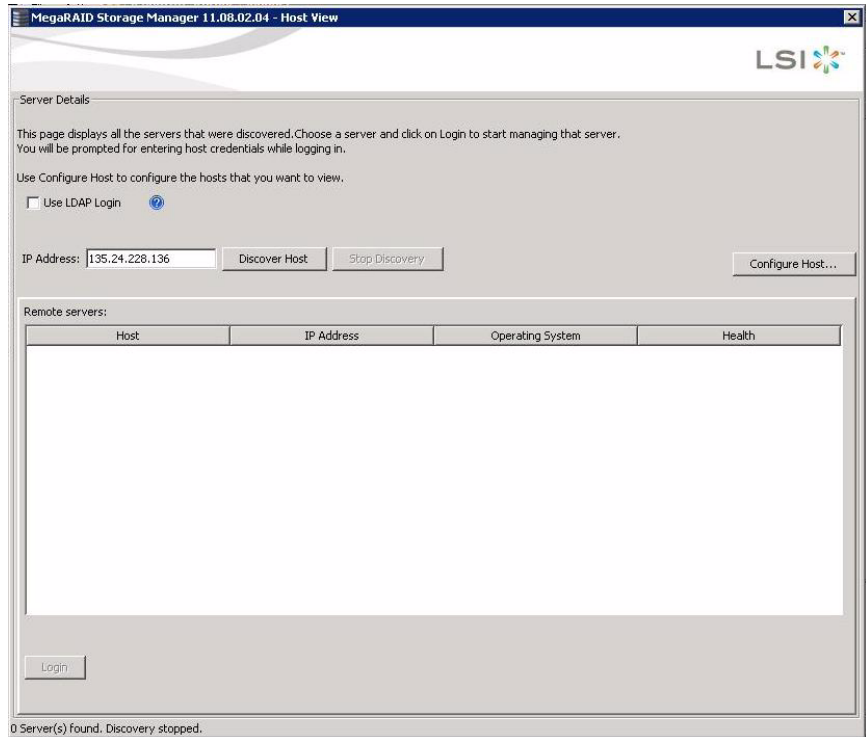 MegaRAID Storage Manager 11.08.02.04 - Host View
LSI
Server Details
This page displays all the servers that were discovered.Choose a server and click on Login to start managing that server.
You will be prompted for entering host credentials while logging in.
Use Configure Host to configure the hosts that you want to view.
Use LDAP Login ?
IP Address: 135.24.228.136 Discover Host Stop Discovery
Configure Host...
Remote servers:
Host IP Address Operating System Health
Login
0 Server(s) found. Discovery stopped.